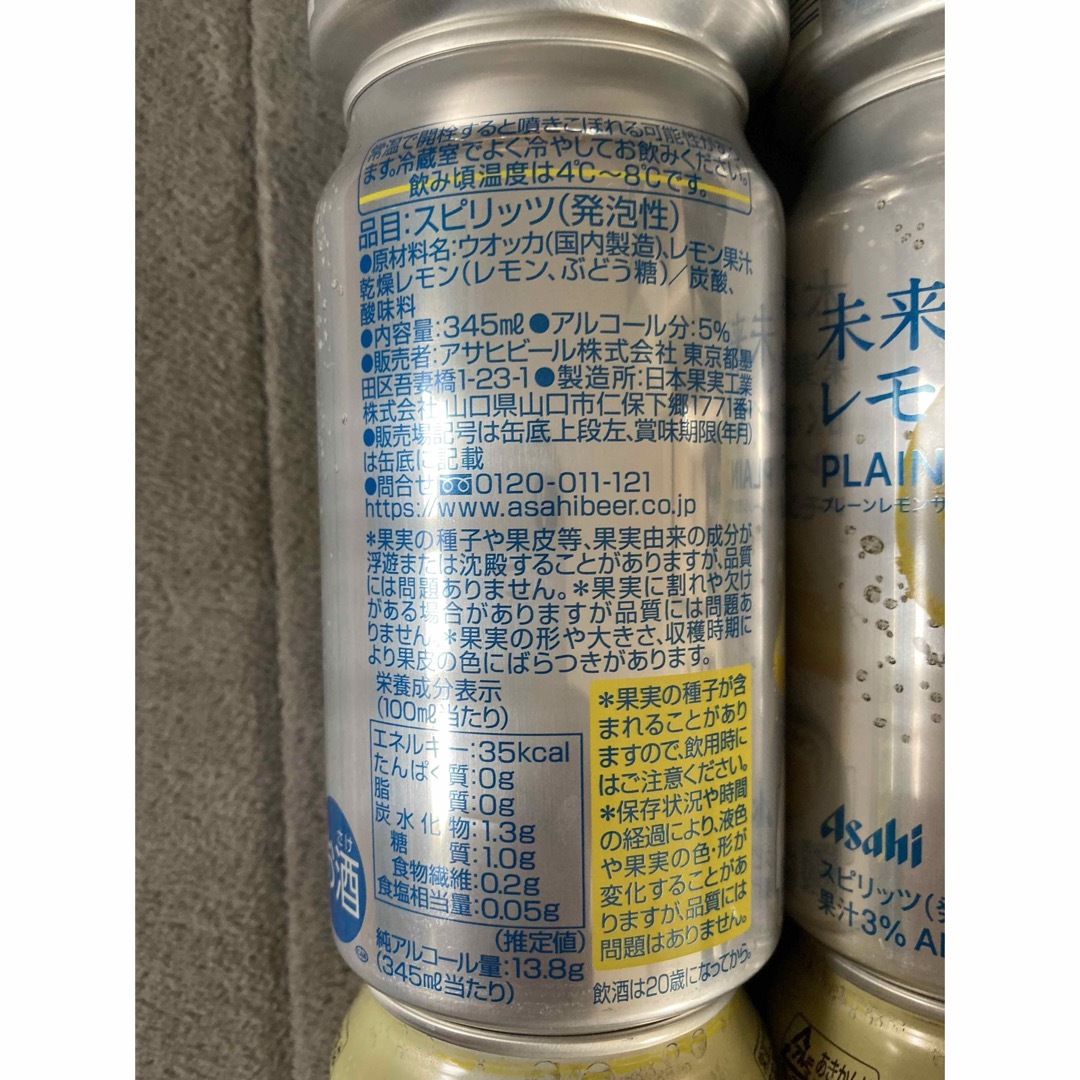 常温で開栓すると噴きこぼれる可能性があり
ます。冷蔵室でよく冷やしてお飲みください。
飲み頃温度は4℃〜8℃です。
品目:スピリッツ(発泡性)
●原材料名:ウオッカ(国内製造)、レモン果汁、
乾燥レモン(レモン、ぶどう糖)/炭酸、
酸味料
●内容量:345㎖●アルコール分:5%
●販売者:アサヒビール株式会社 東京都墨
田区吾妻橋1-23-1●製造所:日本果実工業
株式会社 山口県山口市仁保下郷1771番1
●販売場記号は缶底上段左、賞味期限(年月)
は缶底に記載
●問合せ 0120-011-121
https://www.asahibeer.co.jp
*果実の種子や果皮等、果実由来の成分が
浮遊または沈殿することがありますが、品質
には問題ありません。*果実に割れや欠け
がある場合がありますが品質には問題あ
りません。*果実の形や大きさ、収穫時期に
より果皮の色にばらつきがあります。
栄養成分表示
(100㎖当たり)
エネルギー:35kcal
たんぱく質:0g
脂質:0g
炭水化物:1.3g
糖質:1.0g
食物繊維:0.2g
食塩相当量:0.05g
(推定値)
純アルコール量:13.8g
(345㎖当たり)
*果実の種子が含
まれることがあり
ますので、飲用時に
はご注意ください。
*保存状況や時間
の経過により、液色
や果実の色・形が
変化することがあ
りますが、品質には
問題はありません。
飲酒は20歳になってから。
さけ
お酒
未来
レモ
PLAIN
プレーンレモンサ
Asahi
スピリッツ(発
果汁3% Al
あきかん